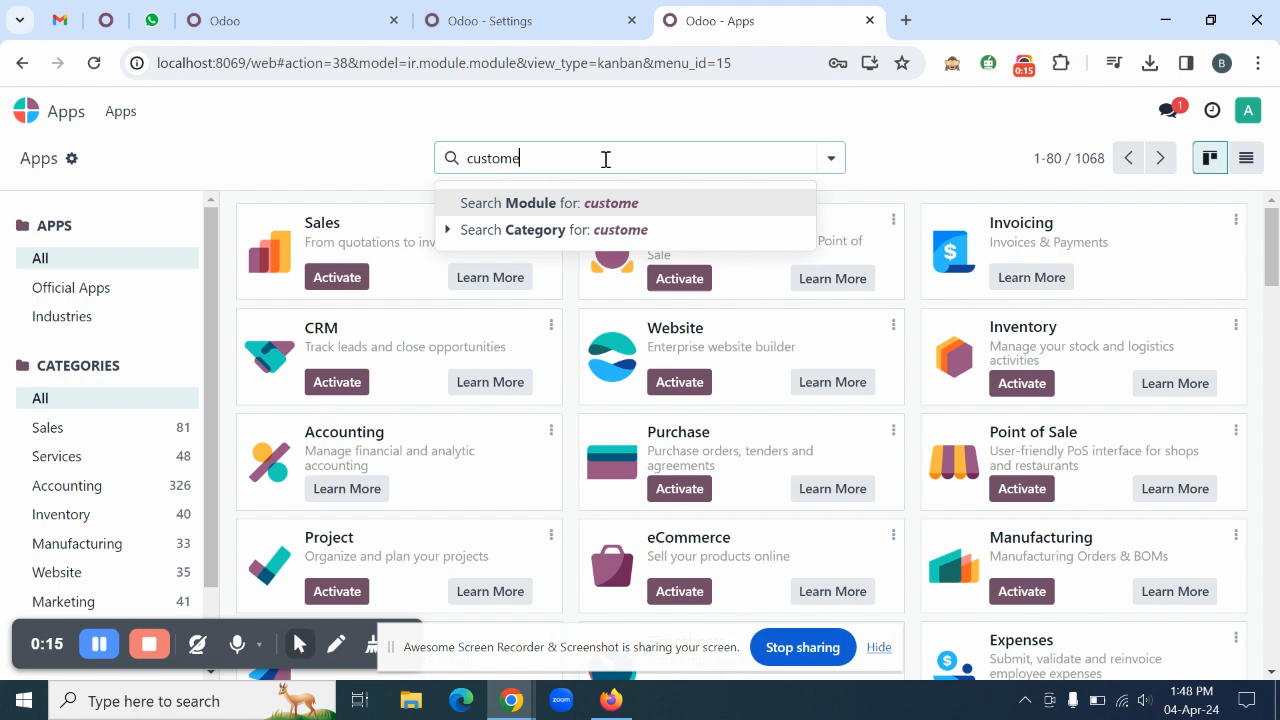 Odoo
Odoo - Settings
Odoo - Apps
localhost:8069/web#action=38&model=ir.module.module&view_type=kanban&menu_id=15
0:15
B
Apps
Apps
1
A
Apps
custome
1-80 / 1068
Search Module for: custome
Search Category for: custome
APPS
All
Official Apps
Industries
CATEGORIES
All
Sales 81
Services 48
Accounting 326
Inventory 40
Manufacturing 33
Website 35
Marketing 41
Sales
From quotations to inv
Activate
Learn More
Point of
Sale
Activate
Learn More
Invoicing
Invoices & Payments
Learn More
CRM
Track leads and close opportunities
Activate
Learn More
Website
Enterprise website builder
Activate
Learn More
Inventory
Manage your stock and logistics
activities
Activate
Learn More
Accounting
Manage financial and analytic
accounting
Learn More
Purchase
Purchase orders, tenders and
agreements
Activate
Learn More
Point of Sale
User-friendly PoS interface for shops
and restaurants
Activate
Learn More
Project
Organize and plan your projects
Activate
Learn More
eCommerce
Sell your products online
Activate
Learn More
Manufacturing
Manufacturing Orders & BOMs
Activate
Learn More
Expenses
Submit, validate and reinvoice
employee expenses
0:15
Awesome Screen Recorder & Screenshot is sharing your screen.
Stop sharing
Hide
Type here to search
zoom
1:48 PM
04-Apr-24